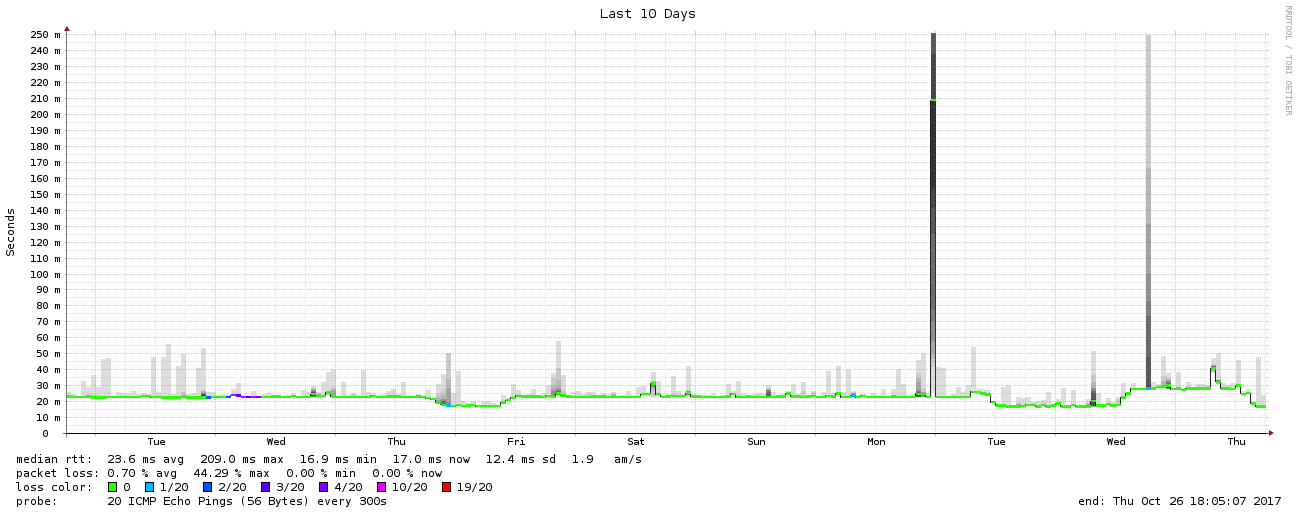 Last 10 Days
RRDTOOL / TOBI OETIKER
Seconds
250 m
240 m
230 m
220 m
210 m
200 m
190 m
180 m
170 m
160 m
150 m
140 m
130 m
120 m
110 m
100 m
90 m
80 m
70 m
60 m
50 m
40 m
30 m
20 m
10 m
0
Tue Wed Thu Fri Sat Sun Mon Tue Wed Thu
median rtt: 23.6 ms avg 209.0 ms max 16.9 ms min 17.0 ms now 12.4 ms sd 1.9 am/s
packet loss: 0.70 % avg 44.29 % max 0.00 % min 0.00 % now
loss color: 0 1/20 2/20 3/20 4/20 10/20 19/20
probe: 20 ICMP Echo Pings (56 Bytes) every 300s end: Thu Oct 26 18:05:07 2017